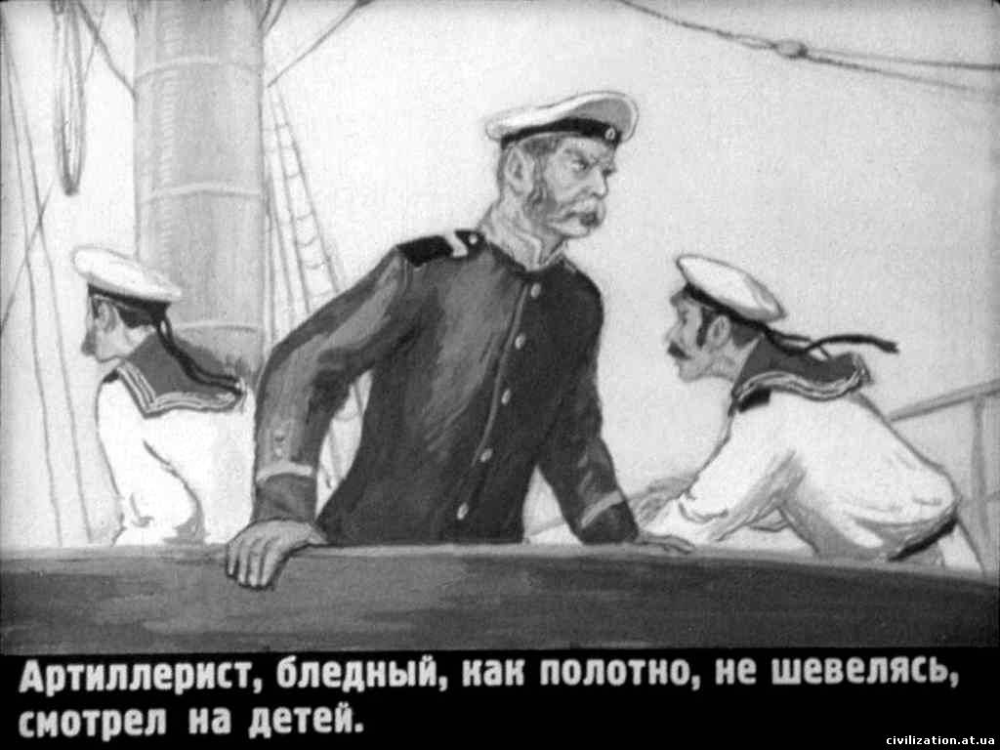 Артиллерист, бледный, как полотно, не шевелясь,
смотрел на детей.
civilization.at.ua